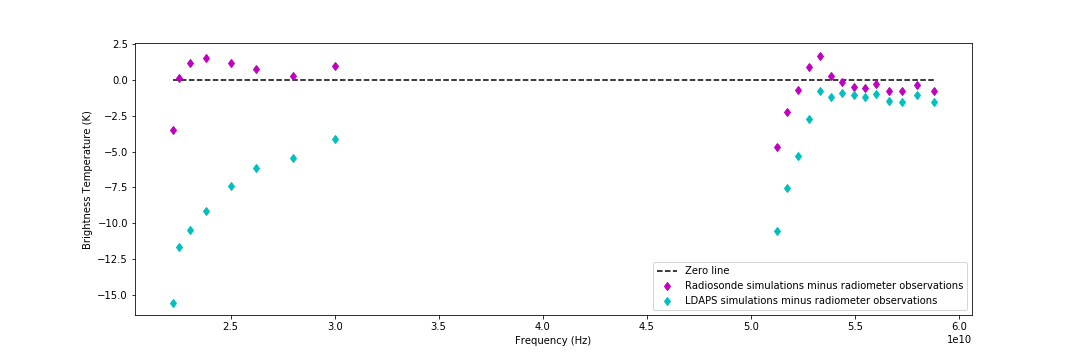 2.5
0.0
−2.5
−5.0
−7.5
−10.0
−12.5
−15.0
Brightness Temperature (K)
Zero line
Radiosonde simulations minus radiometer observations
LDAPS simulations minus radiometer observations
2.5 3.0 3.5 4.0 4.5 5.0 5.5 6.0
1e10
Frequency (Hz)